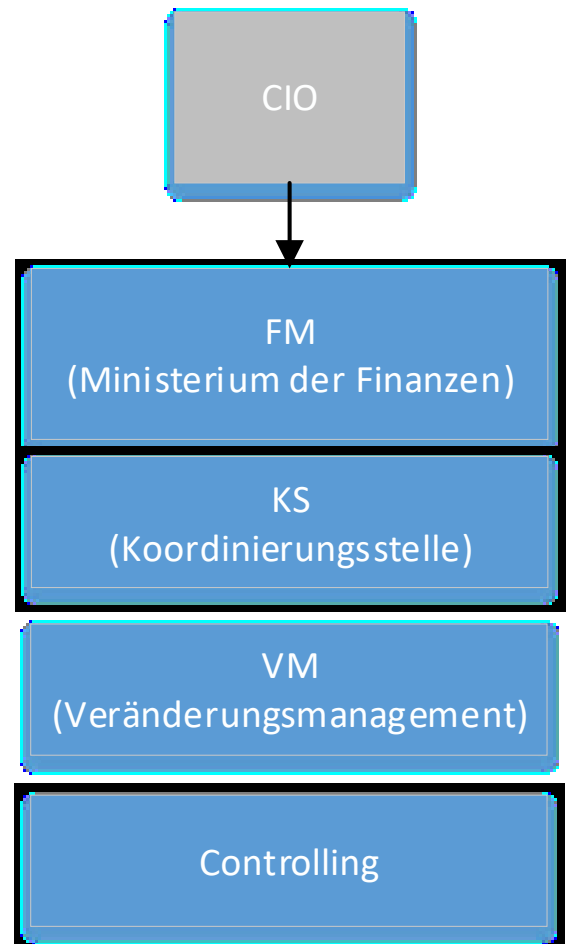 CIO
FM
(Ministerium der Finanzen)
KS
(Koordinierungsstelle)
VM
(Veränderungsmanagement)
Controlling